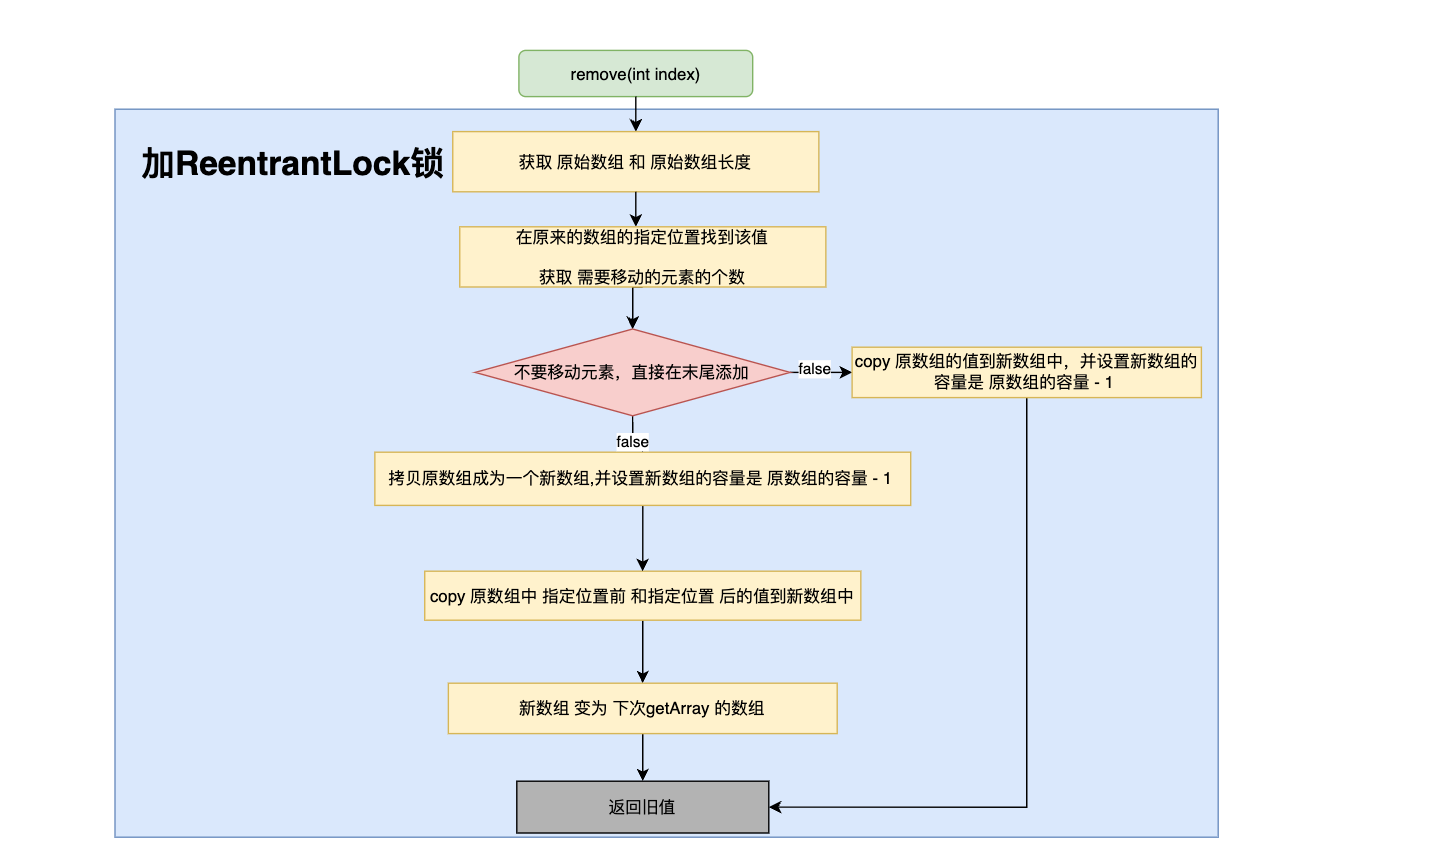 remove(int index)
加ReentrantLock锁
获取 原始数组 和 原始数组长度
在原来的数组的指定位置找到该值
获取 需要移动的元素的个数
不要移动元素，直接在末尾添加
false
copy 原数组的值到新数组中，并设置新数组的
容量是 原数组的容量 - 1
false
拷贝原数组成为一个新数组,并设置新数组的容量是 原数组的容量 - 1
copy 原数组中 指定位置前 和指定位置 后的值到新数组中
新数组 变为 下次getArray 的数组
返回旧值